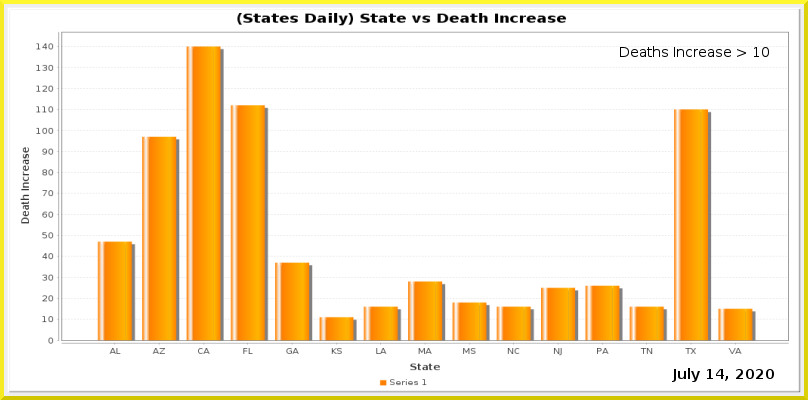 (States Daily) State vs Death Increase
Deaths Increase > 10
140
130
120
110
100
90
80
70
60
50
40
30
20
10
0
Death Increase
AL AZ CA FL GA KS LA MA MS NC NJ PA TN TX VA
State
Series 1
July 14, 2020